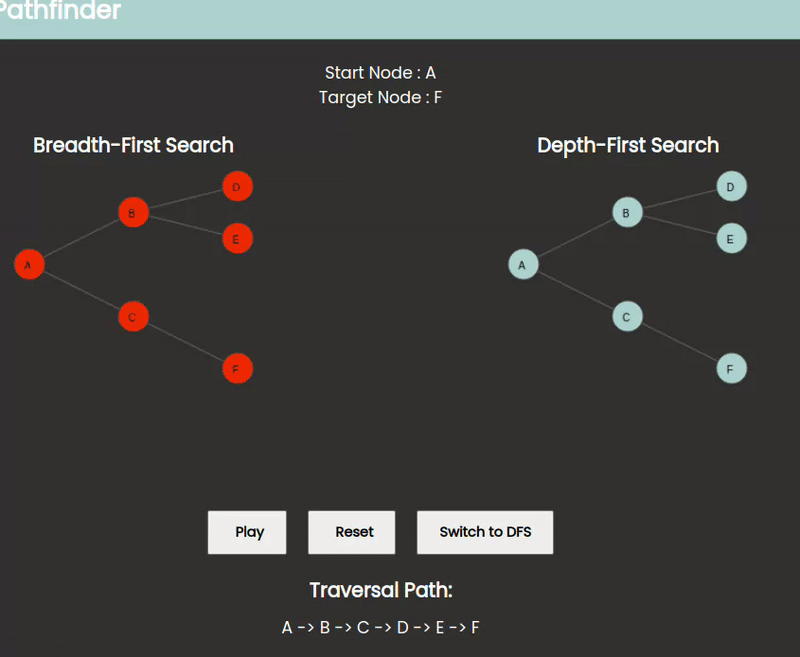 Pathfinder
Start Node : A
Target Node : F
Breadth-First Search
Depth-First Search
D
B
E
A
C
F
D
B
E
A
C
F
Play
Reset
Switch to DFS
Traversal Path:
A -> B -> C -> D -> E -> F